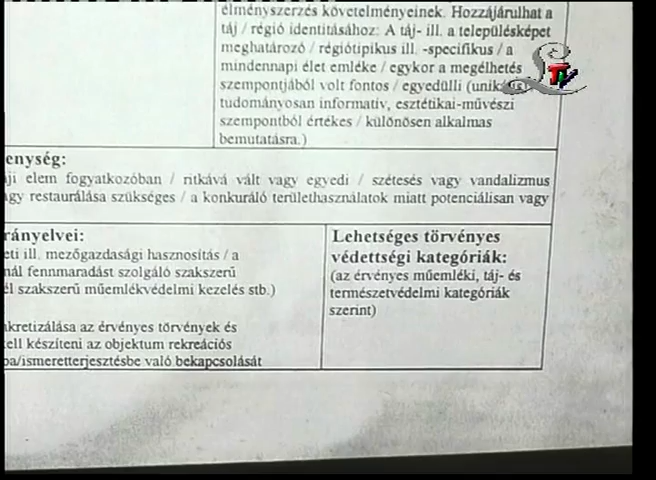 élményszerzés követelményeinek. Hozzájárulhat a
táj / régió identitásához: A táj- ill. a településképet
meghatározó / régiótipikus ill. -specifikus / a
mindennapi élet emléke / egykor a megélhetés
szempontjából volt fontos / egyedülli
tudományosan informatív, esztétikai-művészi
szempontból értékes / különösen alkalmas
bemutatásra.)
enység:
ji elem fogyatkozóban / ritkává vált vagy egyedi / szétesés vagy vandalizmus
gy restaurálása szükséges / a konkuráló területhasználatok miatt potenciálisan vagy
rányelvei:
eti ill. mezőgazdasági hasznosítás / a
nál fennmaradást szolgáló szakszerű
él szakszerű műemlékvédelmi kezelés stb.)
kretizálása az érvényes törvények és
ell készíteni az objektum rekreációs
pa/ismeretterjesztésbe való bekapcsolását
Lehetséges törvényes
védettségi kategóriák:
(az érvényes műemléki, táj- és
természetvédelmi kategóriák
szerint)
TV